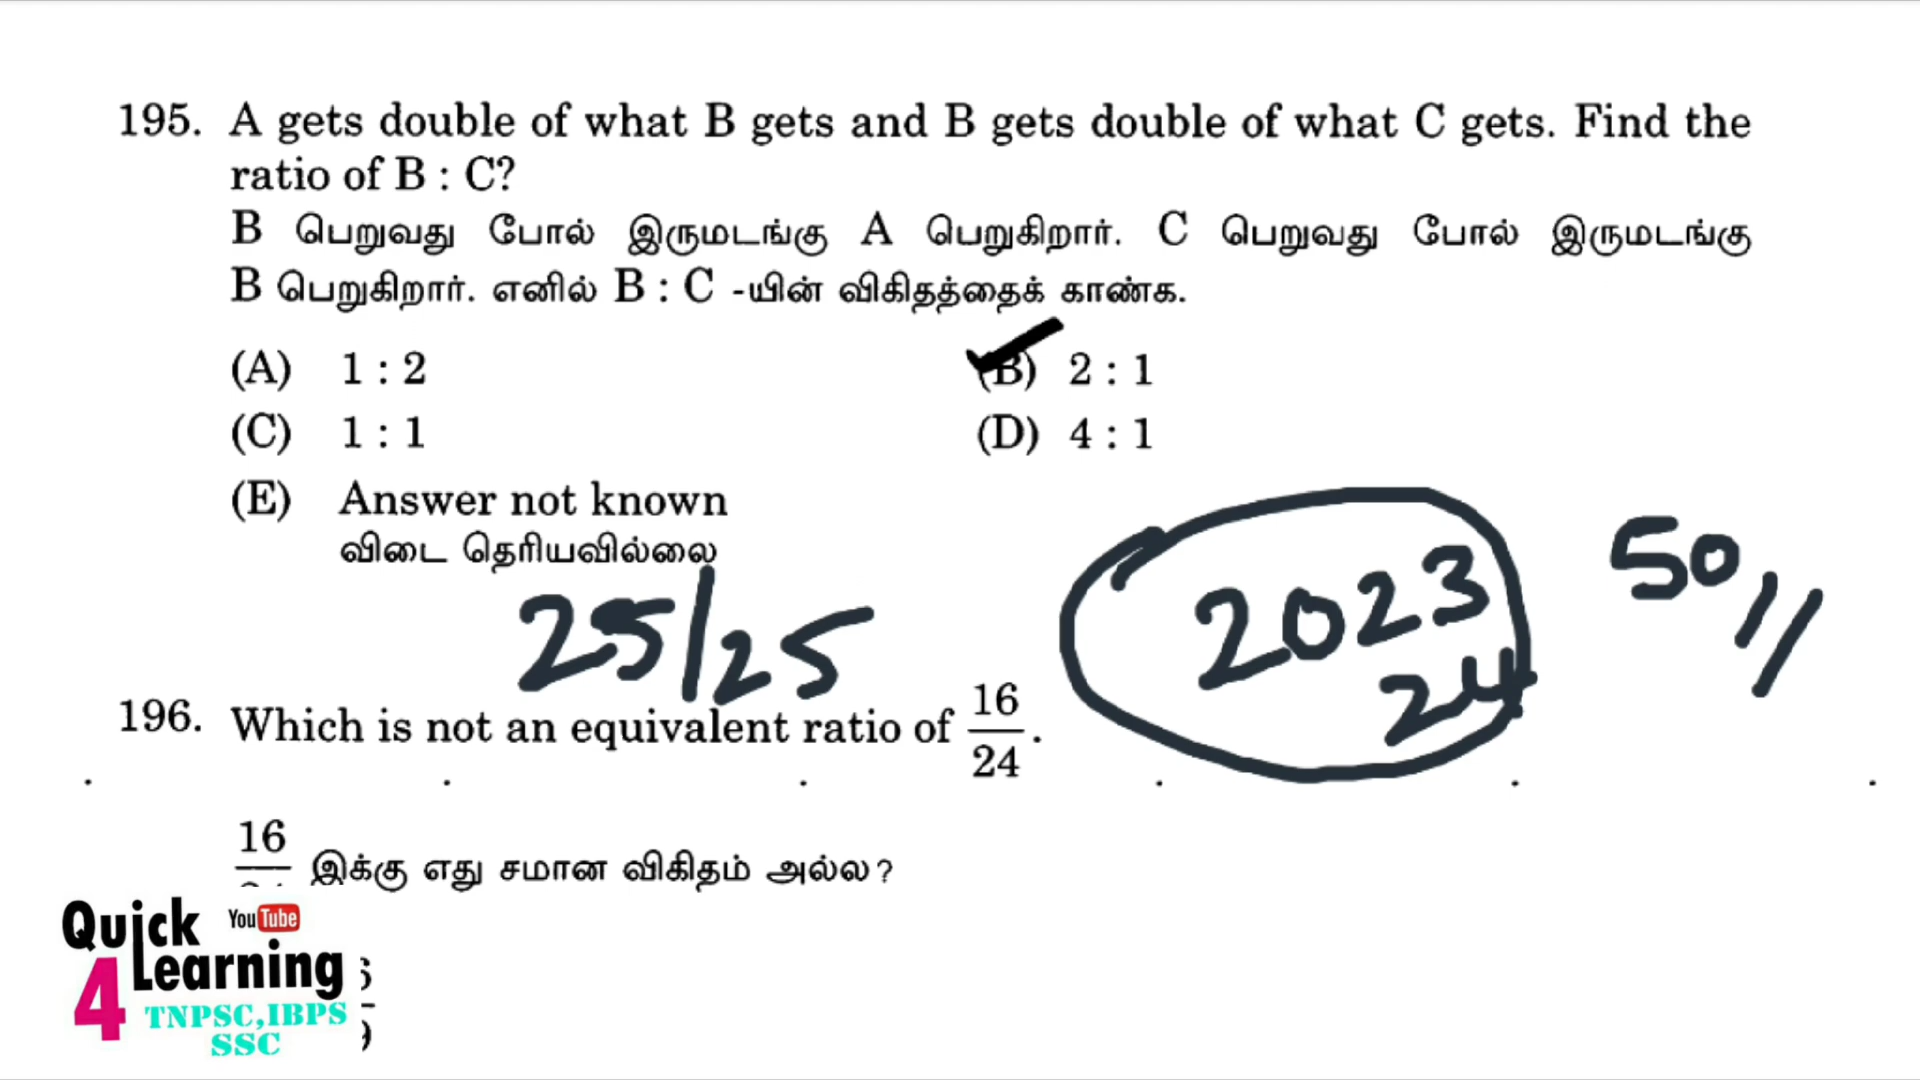 195. A gets double of what B gets and B gets double of what C gets. Find the
ratio of B : C?
B பெறுவது போல் இருமடங்கு A பெறுகிறார். C பெறுவது போல் இருமடங்கு
B பெறுகிறார். எனில் B : C -யின் விகிதத்தைக் காண்க.
(A) 1 : 2
(B) 2 : 1
(C) 1 : 1
(D) 4 : 1
(E) Answer not known
விடை தெரியவில்லை
25/25
2023
24
50//
196. Which is not an equivalent ratio of 16/24.
16
இக்கு எது சமான விகிதம் அல்ல?
Quick YouTube
4 Learning
TNPSC,IBPS
SSC